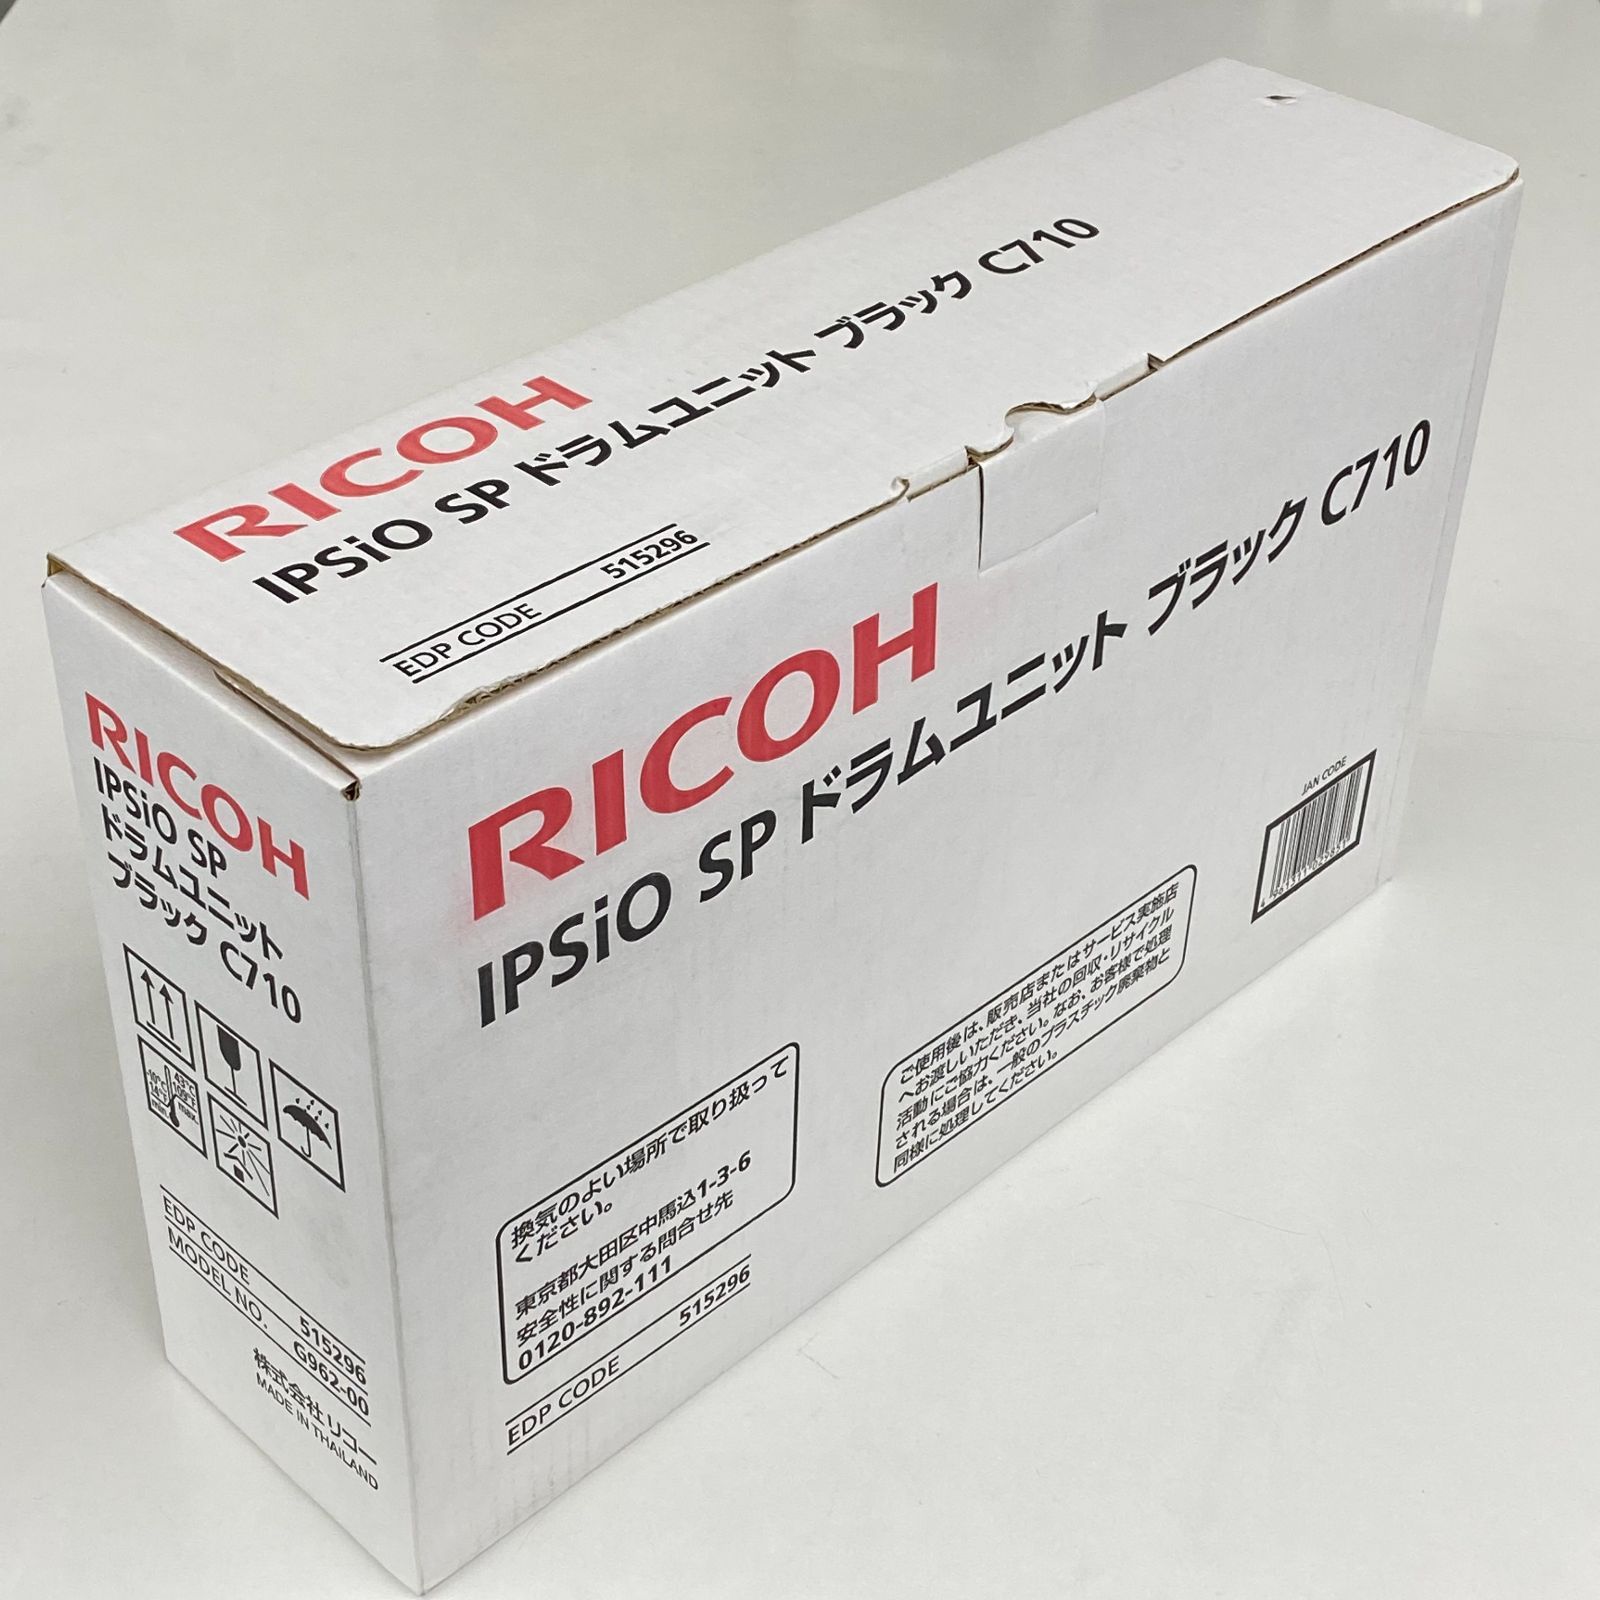 RICOH
IPSiO SP ドラムユニット ブラック C710
EDP CODE 515296
RICOH
IPSiO SP
ドラムユニット
ブラック C710
-10°C
14°F
min.
43°C
109°F
max.
EDP CODE 515296
MODEL NO. G962-00
株式会社 リコー
MADE IN THAILAND
RICOH
IPSiO SP ドラムユニット ブラック C710
換気のよい場所で取り扱って
ください。
東京都大田区中馬込1-3-6
安全性に関する問合せ先
0120-892-111
EDP CODE 515296
ご使用後は、販売店またはサービス実施店
へお渡しいただき、当社の回収・リサイクル
活動にご協力ください。なお、お客様で処理
される場合は、一般のプラスチック廃棄物と
同様に処理してください。
JAN CODE